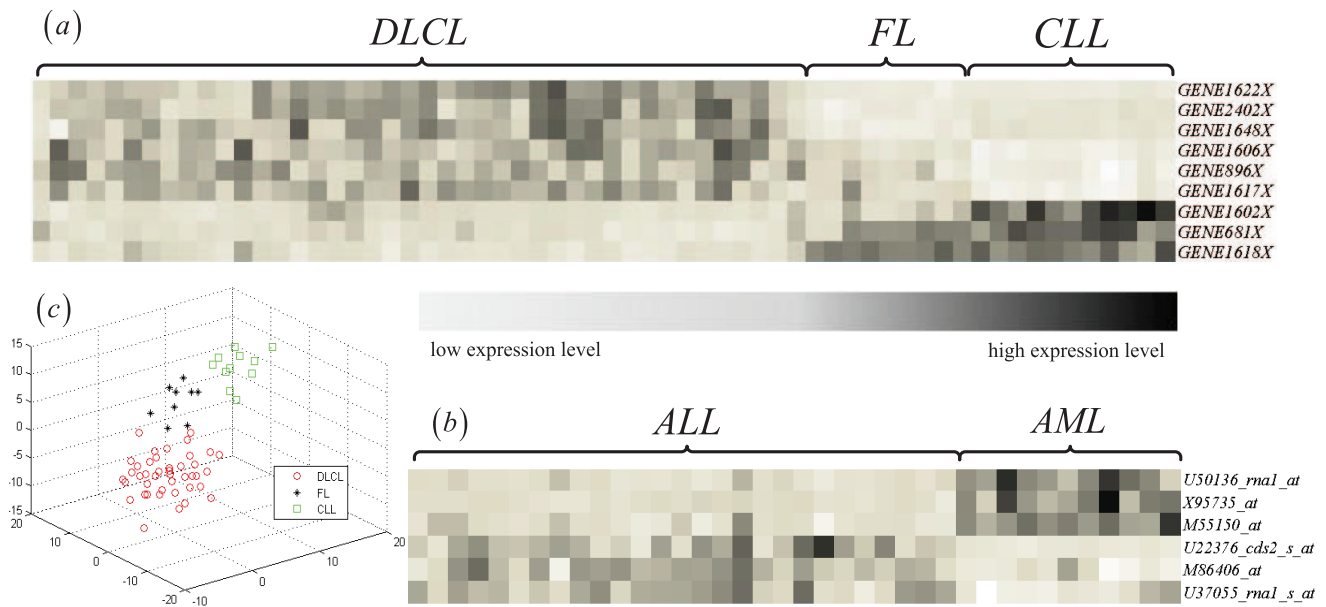 (a)
DLCL FL CLL
GENE1622X
GENE2402X
GENE1648X
GENE1606X
GENE896X
GENE1617X
GENE1602X
GENE681X
GENE1618X
low expression level high expression level
(c)
15
10
5
0
-5
-10
-15
20
10
0
-10
-20
-10
0
10
20
DLCL
FL
CLL
(b)
ALL AML
U50136_rna1_at
X95735_at
M55150_at
U22376_cds2_s_at
M86406_at
U37055_rna1_s_at